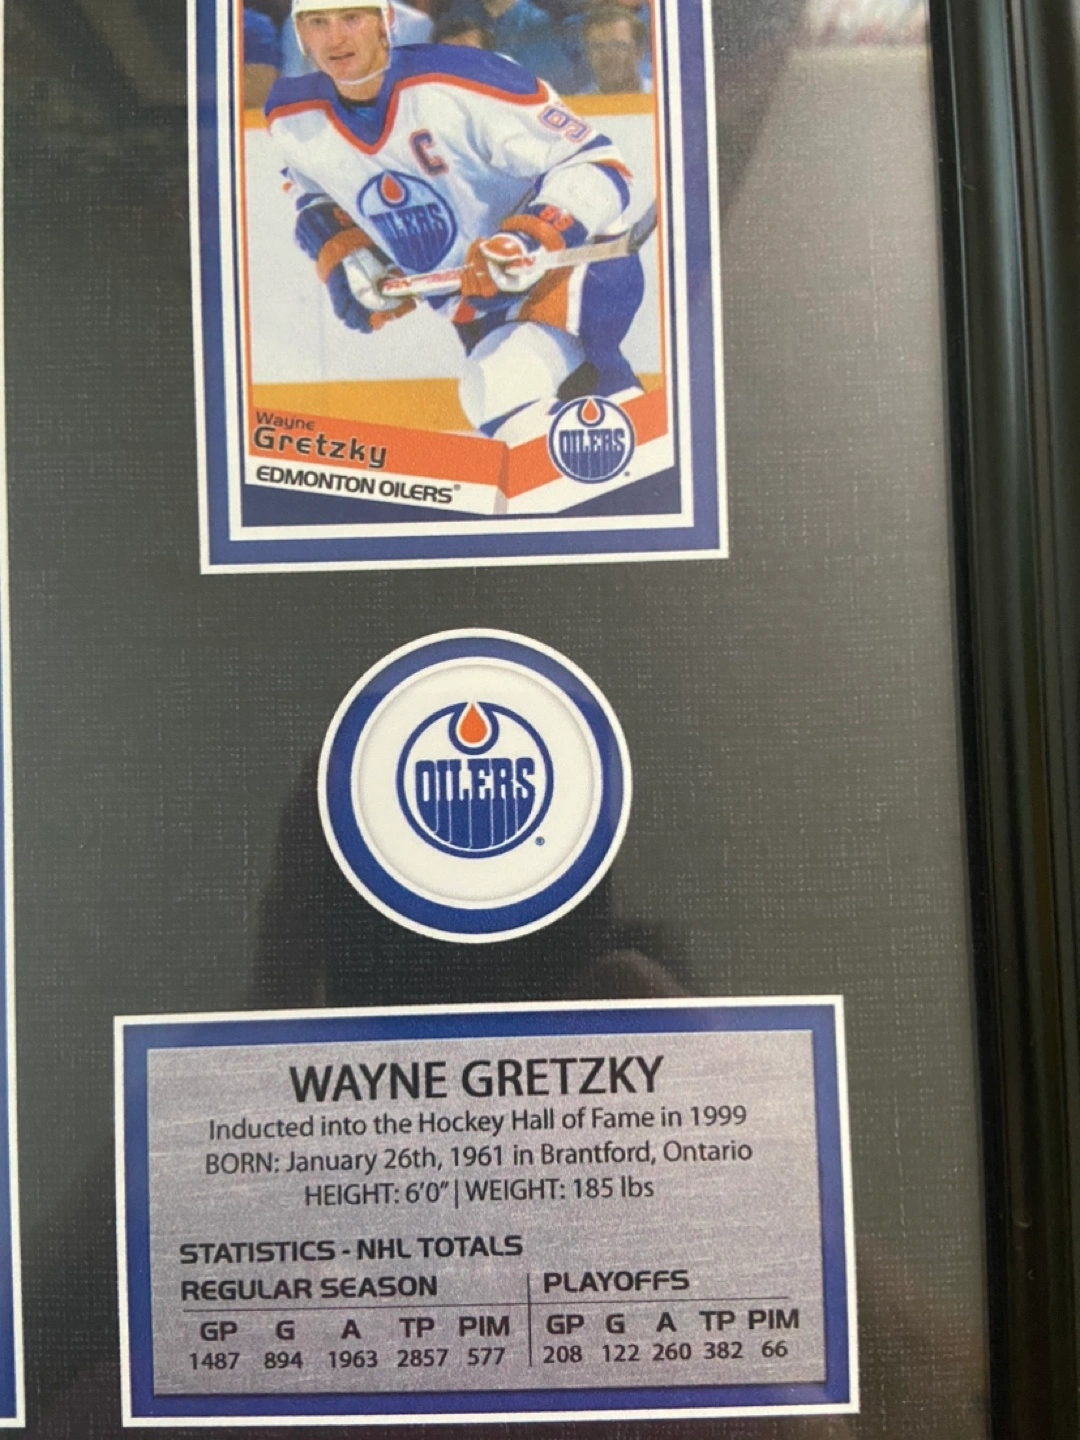 99
C
OILERS
99
Wayne
Gretzky
EDMONTON OILERS®
OILERS
OILERS
®
WAYNE GRETZKY
Inducted into the Hockey Hall of Fame in 1999
BORN: January 26th, 1961 in Brantford, Ontario
HEIGHT: 6'0" | WEIGHT: 185 lbs
STATISTICS - NHL TOTALS
REGULAR SEASON PLAYOFFS
GP G A TP PIM GP G A TP PIM
1487 894 1963 2857 577 208 122 260 382 66